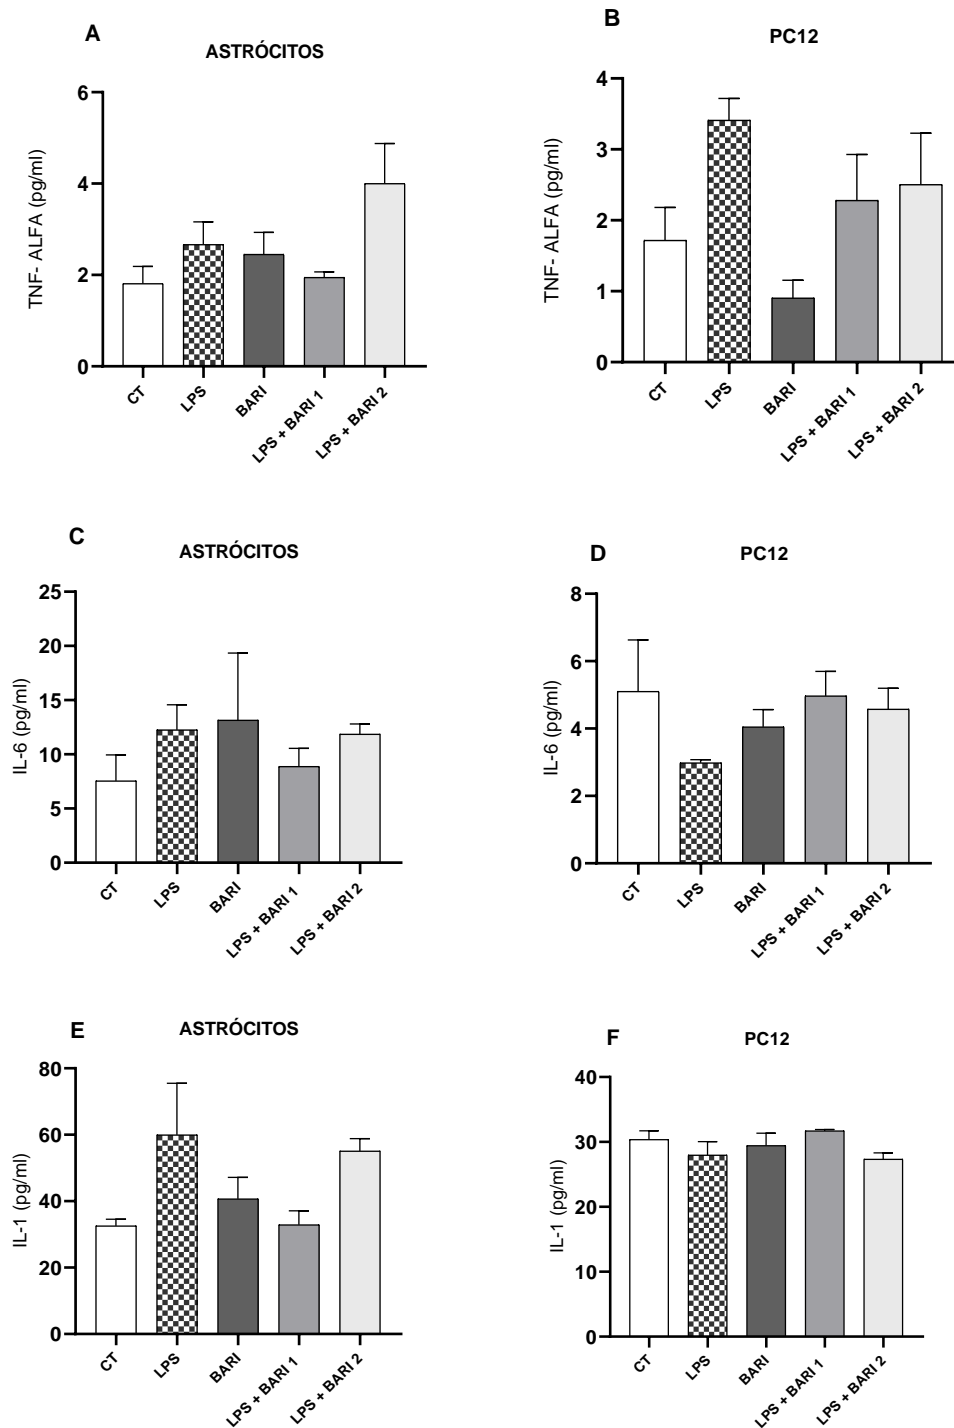 A
ASTRÓCITOS
TNF- ALFA (pg/ml)
6
4
2
0
CT
LPS
BARI
LPS + BARI 1
LPS + BARI 2
B
PC12
TNF- ALFA (pg/ml)
4
3
2
1
0
CT
LPS
BARI
LPS + BARI 1
LPS + BARI 2
C
ASTRÓCITOS
IL-6 (pg/ml)
25
20
15
10
5
0
CT
LPS
BARI
LPS + BARI 1
LPS + BARI 2
D
PC12
IL-6 (pg/ml)
8
6
4
2
0
CT
LPS
BARI
LPS + BARI 1
LPS + BARI 2
E
ASTRÓCITOS
IL-1 (pg/ml)
80
60
40
20
0
CT
LPS
BARI
LPS + BARI 1
LPS + BARI 2
F
PC12
IL-1 (pg/ml)
40
30
20
10
0
CT
LPS
BARI
LPS + BARI 1
LPS + BARI 2